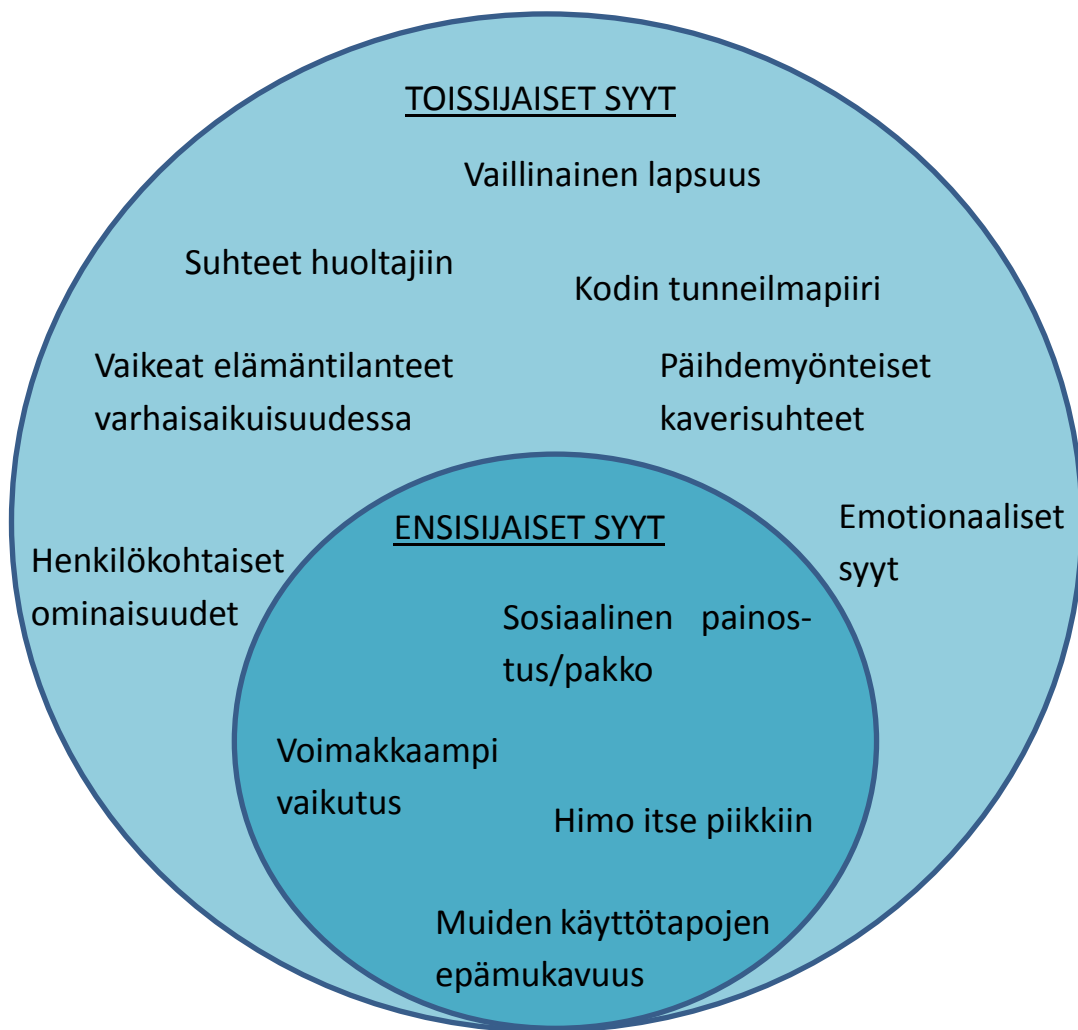 TOISSIJAISET SYYT
Vaillinainen lapsuus
Suhteet huoltajiin
Kodin tunneilmapiiri
Vaikeat elämäntilanteet
varhaisaikuisuudessa
Päihdemyönteiset
kaverisuhteet
Emotionaaliset
syyt
Henkilökohtaiset
ominaisuudet
ENSISIJAISET SYYT
Sosiaalinen painos-
tus/pakko
Voimakkaampi
vaikutus
Himo itse piikkiin
Muiden käyttötapojen
epämukavuus